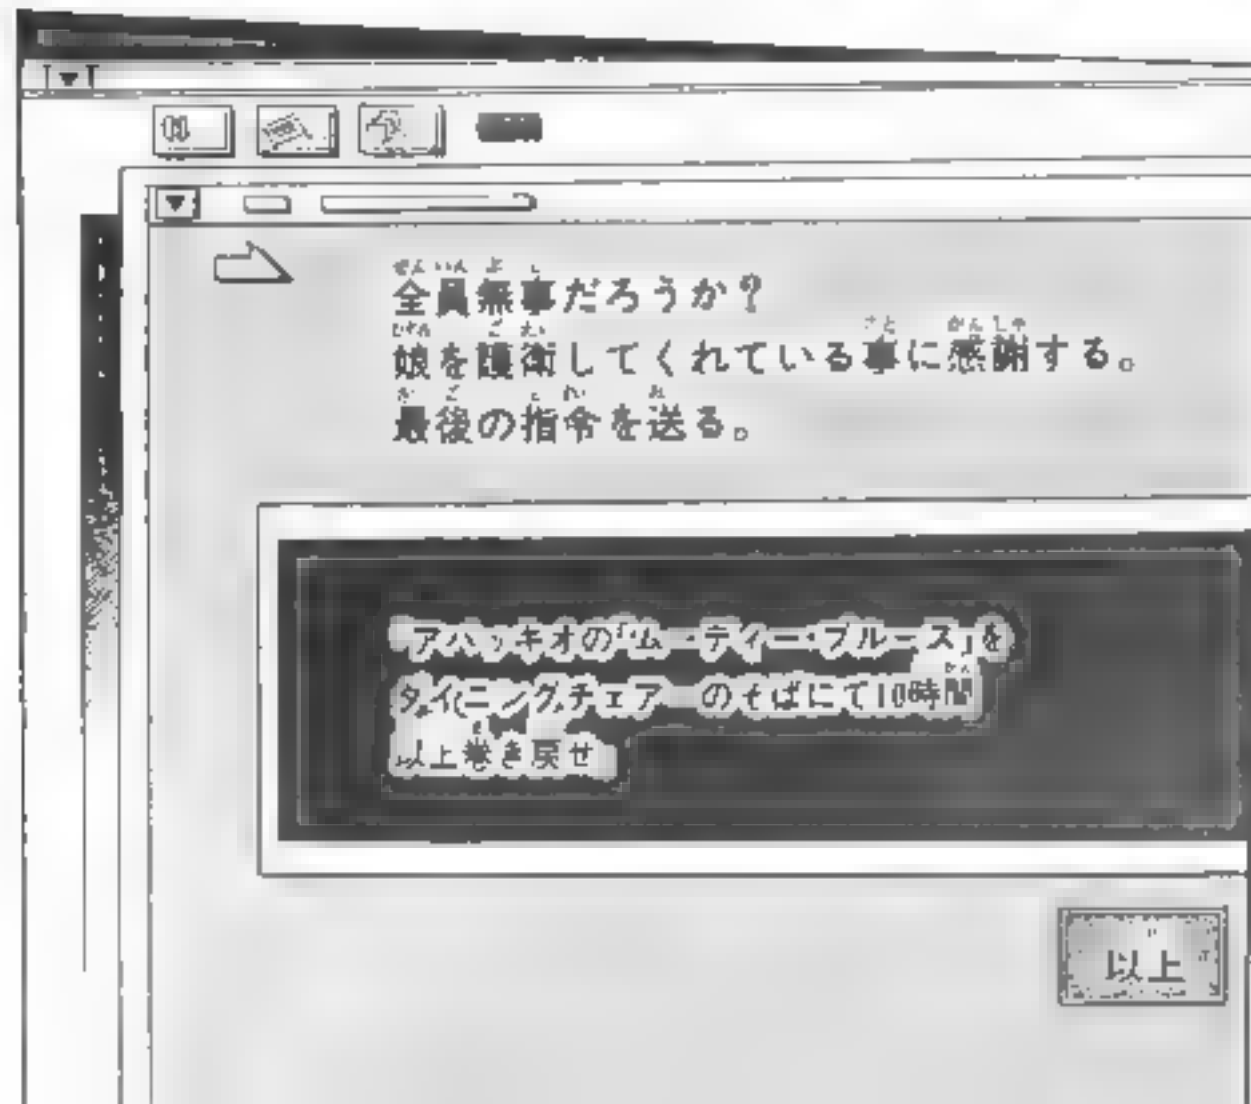 全員無事だろうか?
娘を護衛してくれている事に感謝する。
最後の指令を送る。
アバッキオの「ムーディー・ブルース」を
ダイニングチェアーのそばにて10時間
以上巻き戻せ
以上